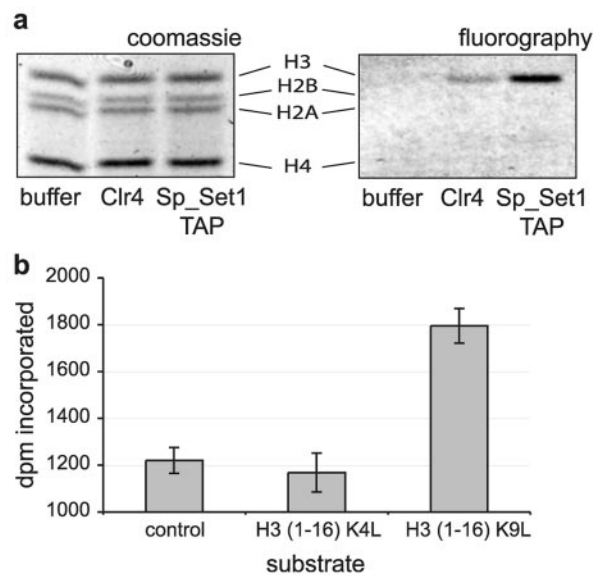 a
coomassie
fluorography
H3
H2B
H2A
H4
buffer Clr4 Sp_Set1
TAP
buffer Clr4 Sp_Set1
TAP
b
2000
1800
1600
1400
1200
1000
dpm incorporated
control H3 (1-16) K4L H3 (1-16) K9L
substrate